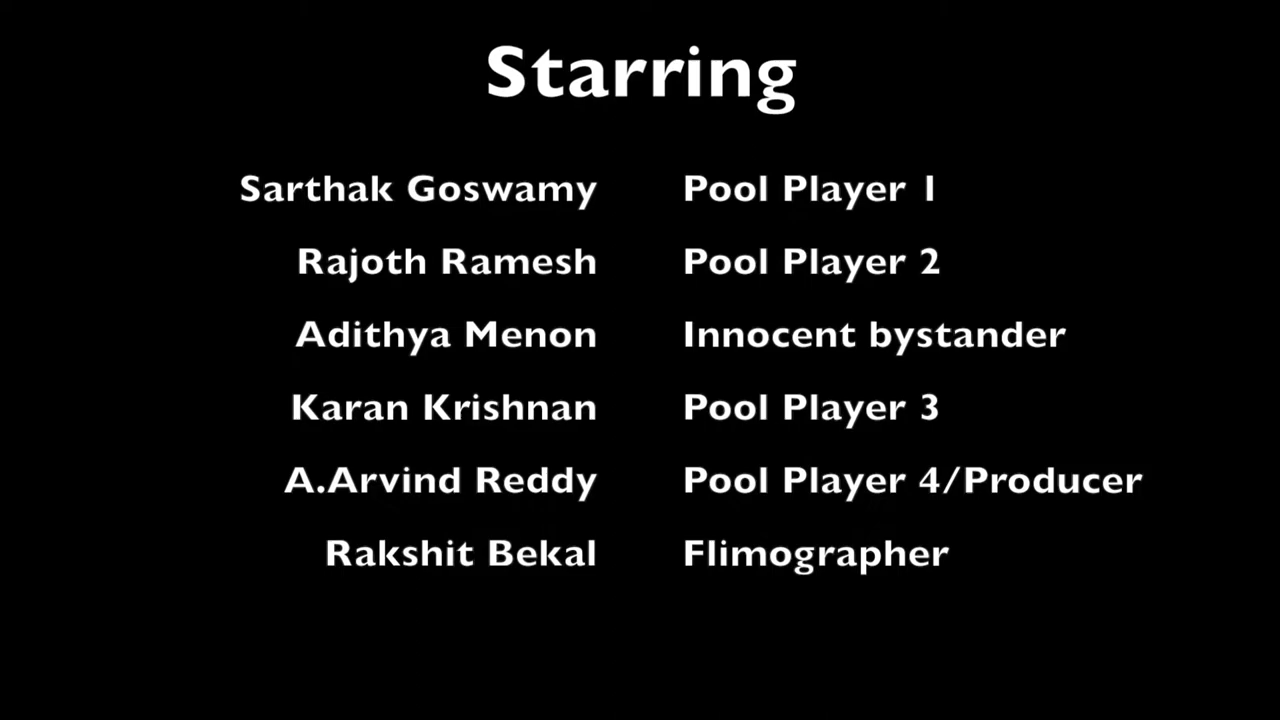 Starring
Sarthak Goswamy Pool Player 1
Rajoth Ramesh Pool Player 2
Adithya Menon Innocent bystander
Karan Krishnan Pool Player 3
A.Arvind Reddy Pool Player 4/Producer
Rakshit Bekal Flimographer